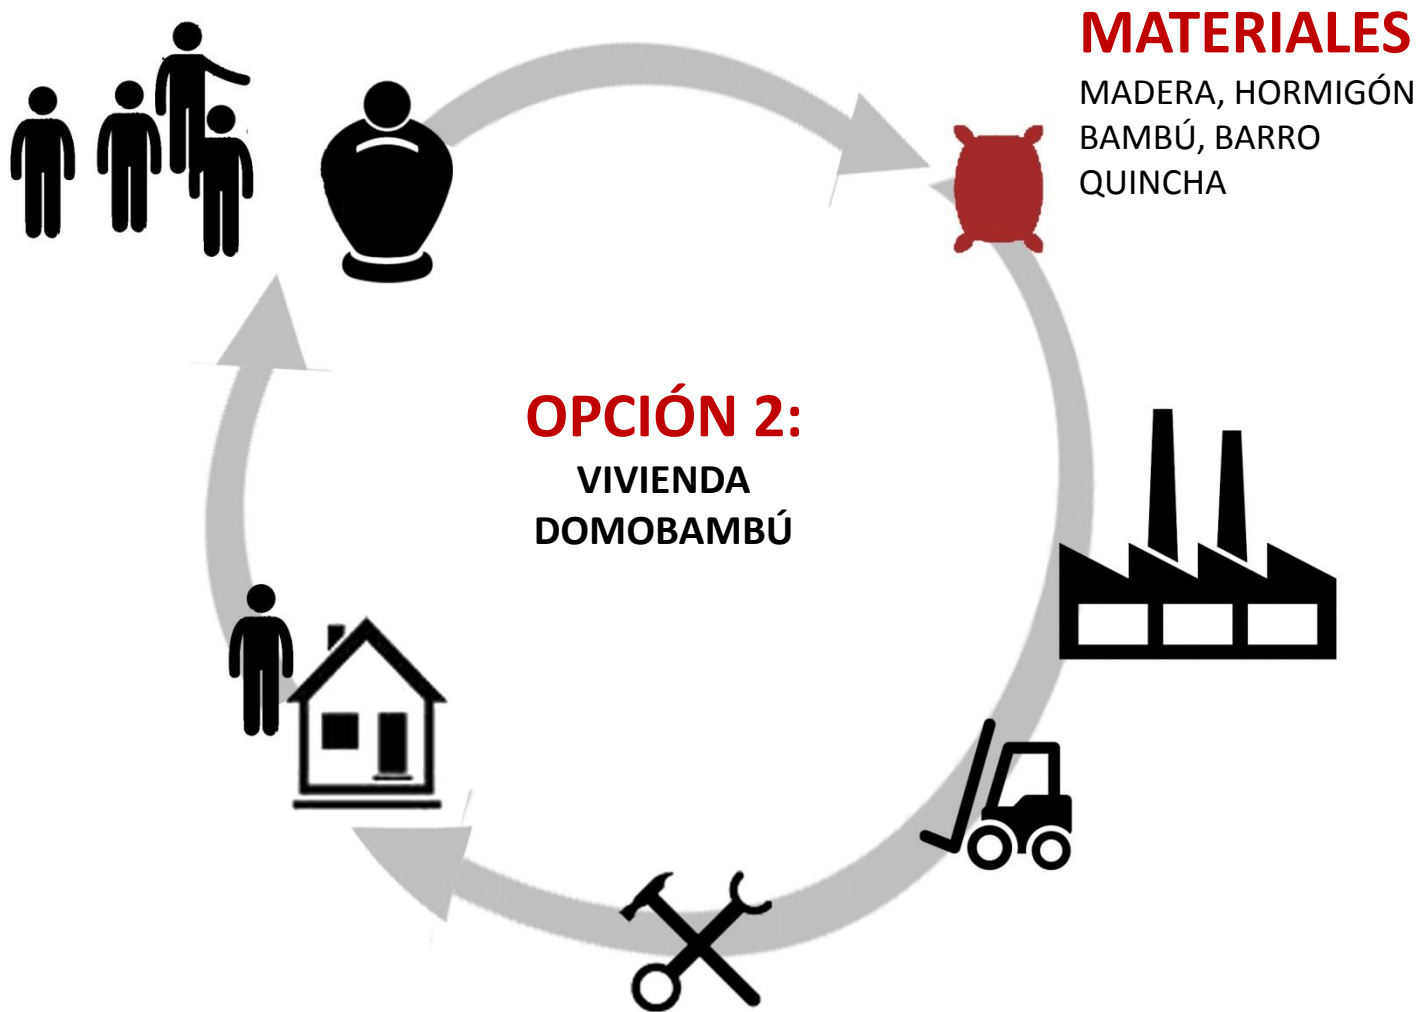 MATERIALES
MADERA, HORMIGÓN
BAMBÚ, BARRO
QUINCHA
OPCIÓN 2:
VIVIENDA
DOMOBAMBÚ